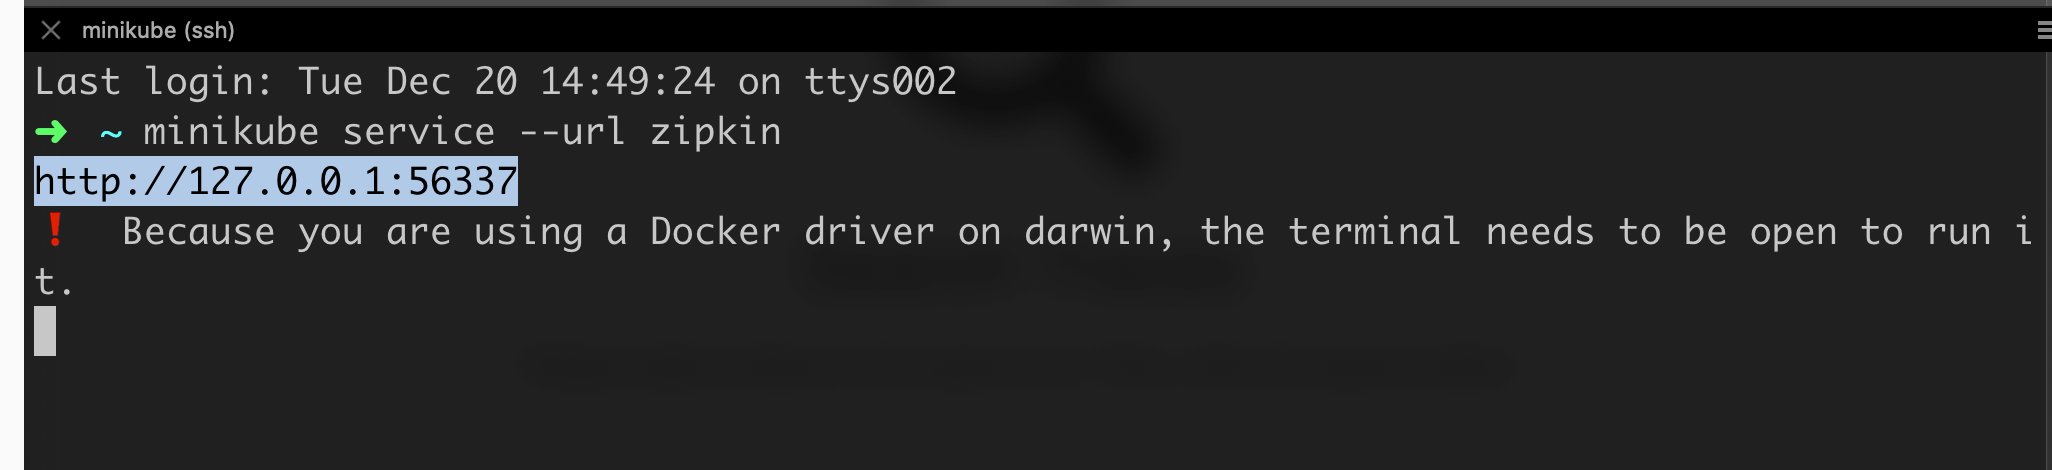 minikube (ssh)
Last login: Tue Dec 20 14:49:24 on ttys002
➜ ~ minikube service --url zipkin
http://127.0.0.1:56337
❗ Because you are using a Docker driver on darwin, the terminal needs to be open to run i
t.